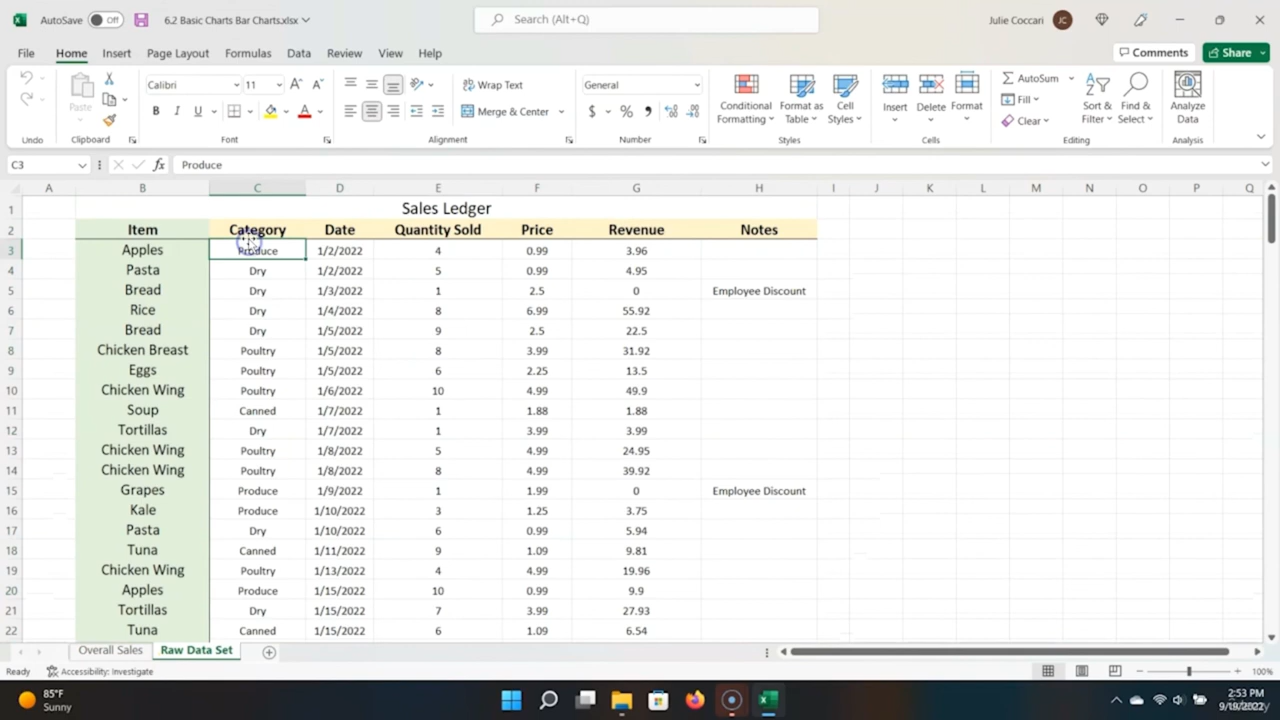 AutoSave Off 6.2 Basic Charts Bar Charts.xlsx Search (Alt+Q) Julie Coccari JC
File Home Insert Page Layout Formulas Data Review View Help Comments Share
Calibri 11 Wrap Text General AutoSum
Paste B I U Merge & Center $ % Conditional Formatting Format as Table Cell Styles Insert Delete Format Fill Clear Sort & Filter Find & Select Analyze Data
Undo Clipboard Font Alignment Number Styles Cells Editing Analysis
C3 fx Produce
A B C D E F G H I J K L M N O P Q
1 Sales Ledger
2 Item Category Date Quantity Sold Price Revenue Notes
3 Apples Produce 1/2/2022 4 0.99 3.96
4 Pasta Dry 1/2/2022 5 0.99 4.95
5 Bread Dry 1/3/2022 1 2.5 0 Employee Discount
6 Rice Dry 1/4/2022 8 6.99 55.92
7 Bread Dry 1/5/2022 9 2.5 22.5
8 Chicken Breast Poultry 1/5/2022 8 3.99 31.92
9 Eggs Poultry 1/5/2022 6 2.25 13.5
10 Chicken Wing Poultry 1/6/2022 10 4.99 49.9
11 Soup Canned 1/7/2022 1 1.88 1.88
12 Tortillas Dry 1/7/2022 1 3.99 3.99
13 Chicken Wing Poultry 1/8/2022 5 4.99 24.95
14 Chicken Wing Poultry 1/8/2022 8 4.99 39.92
15 Grapes Produce 1/9/2022 1 1.99 0 Employee Discount
16 Kale Produce 1/10/2022 3 1.25 3.75
17 Pasta Dry 1/10/2022 6 0.99 5.94
18 Tuna Canned 1/11/2022 9 1.09 9.81
19 Chicken Wing Poultry 1/13/2022 4 4.99 19.96
20 Apples Produce 1/15/2022 10 0.99 9.9
21 Tortillas Dry 1/15/2022 7 3.99 27.93
22 Tuna Canned 1/15/2022 6 1.09 6.54
Overall Sales Raw Data Set
Ready Accessibility: Investigate 100%
85°F 2:53 PM
Sunny 9/19/2022